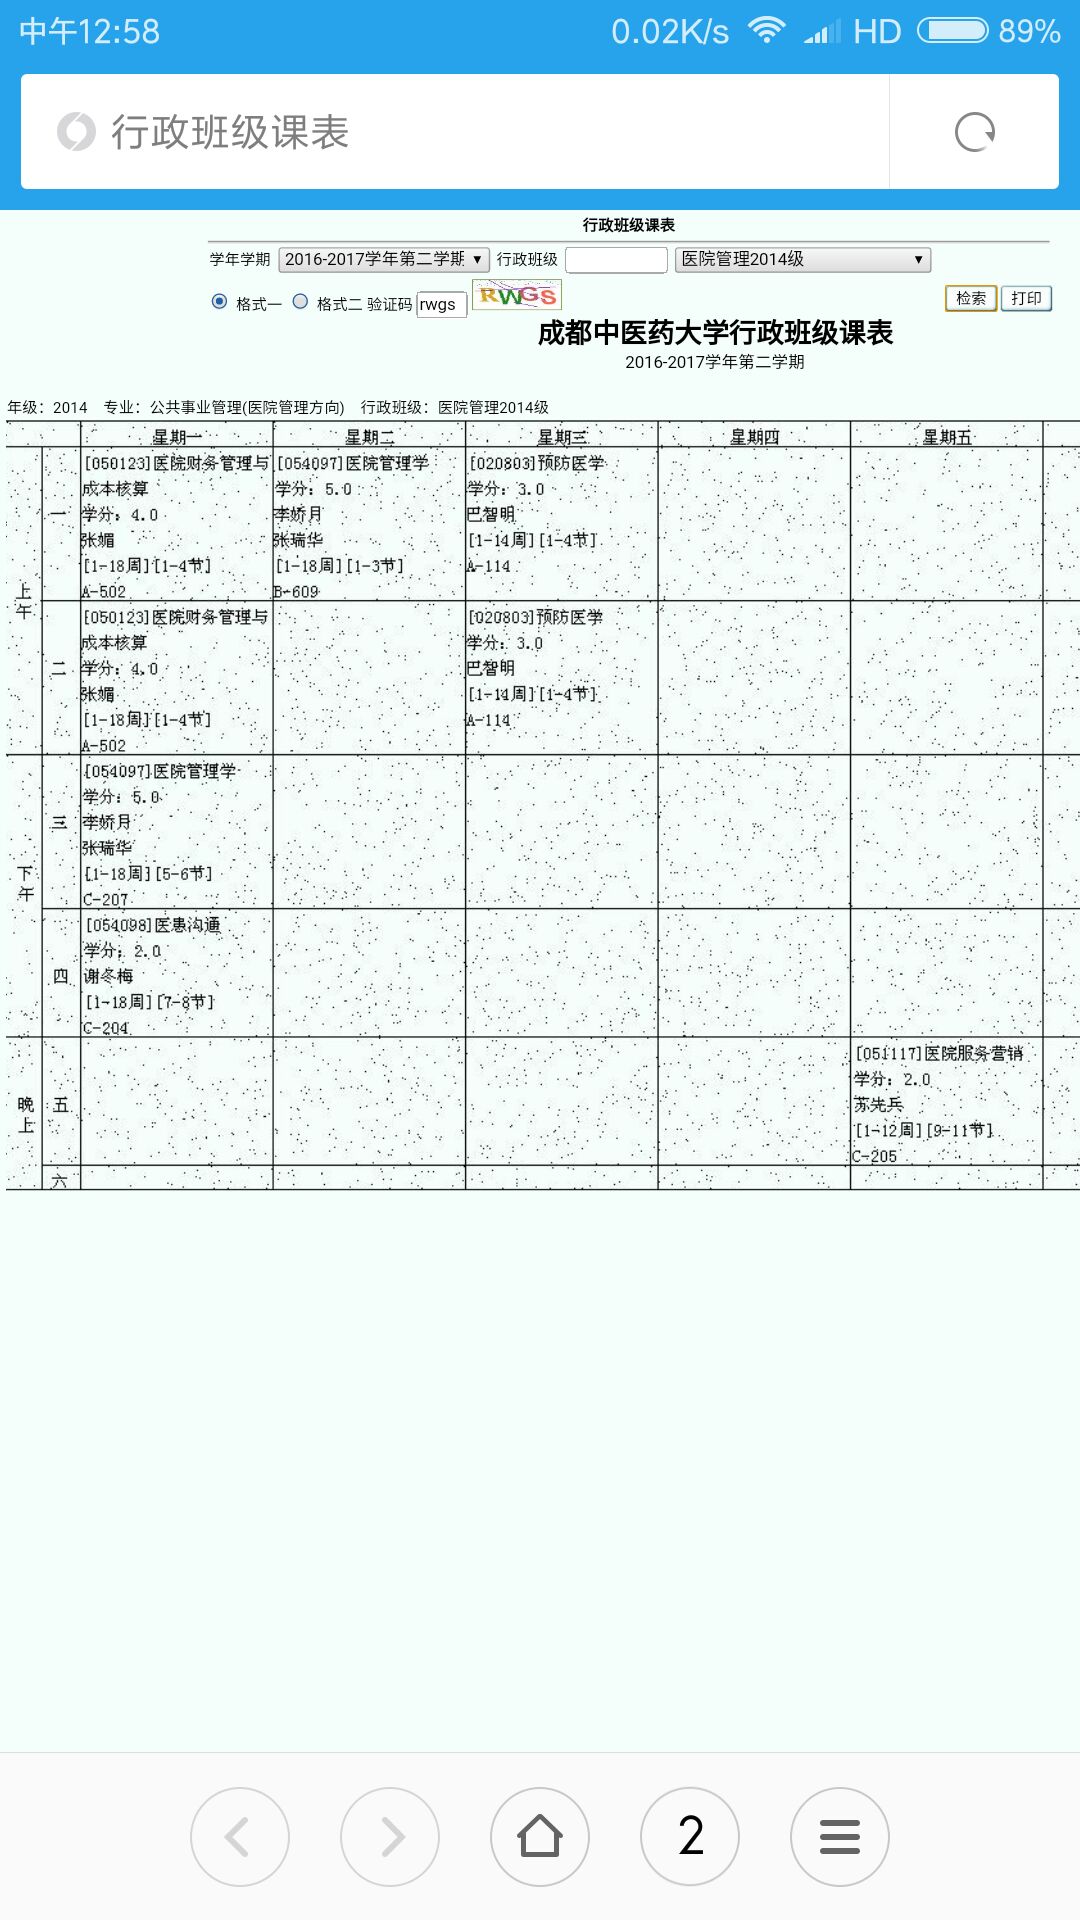 中午12:58 0.02K/s HD 89%
行政班级课表
行政班级课表
学年学期 2016-2017学年第二学期 行政班级 医院管理2014级
格式一 格式二 验证码 rwgs RWGS 检索 打印
成都中医药大学行政班级课表
2016-2017学年第二学期
年级：2014 专业：公共事业管理(医院管理方向) 行政班级：医院管理2014级
星期一 星期二 星期三 星期四 星期五
上午
一
[050123]医院财务管理与
成本核算
学分：4.0
张媚
[1-18周][1-4节]
A-502
[054097]医院管理学
学分：5.0
李娇月
张瑞华
[1-18周][1-3节]
B-609
[020803]预防医学
学分：3.0
巴智明
[1-14周][1-4节]
A-114
二
[050123]医院财务管理与
成本核算
学分：4.0
张媚
[1-18周][1-4节]
A-502
[020803]预防医学
学分：3.0
巴智明
[1-14周][1-4节]
A-114
下午
三
[054097]医院管理学
学分：5.0
李娇月
张瑞华
[1-18周][5-6节]
C-207
四
[054098]医患沟通
学分：2.0
谢冬梅
[1-18周][7-8节]
C-204
晚上
五
[051117]医院服务营销
学分：2.0
苏先兵
[1-12周][9-11节]
C-205
六
2